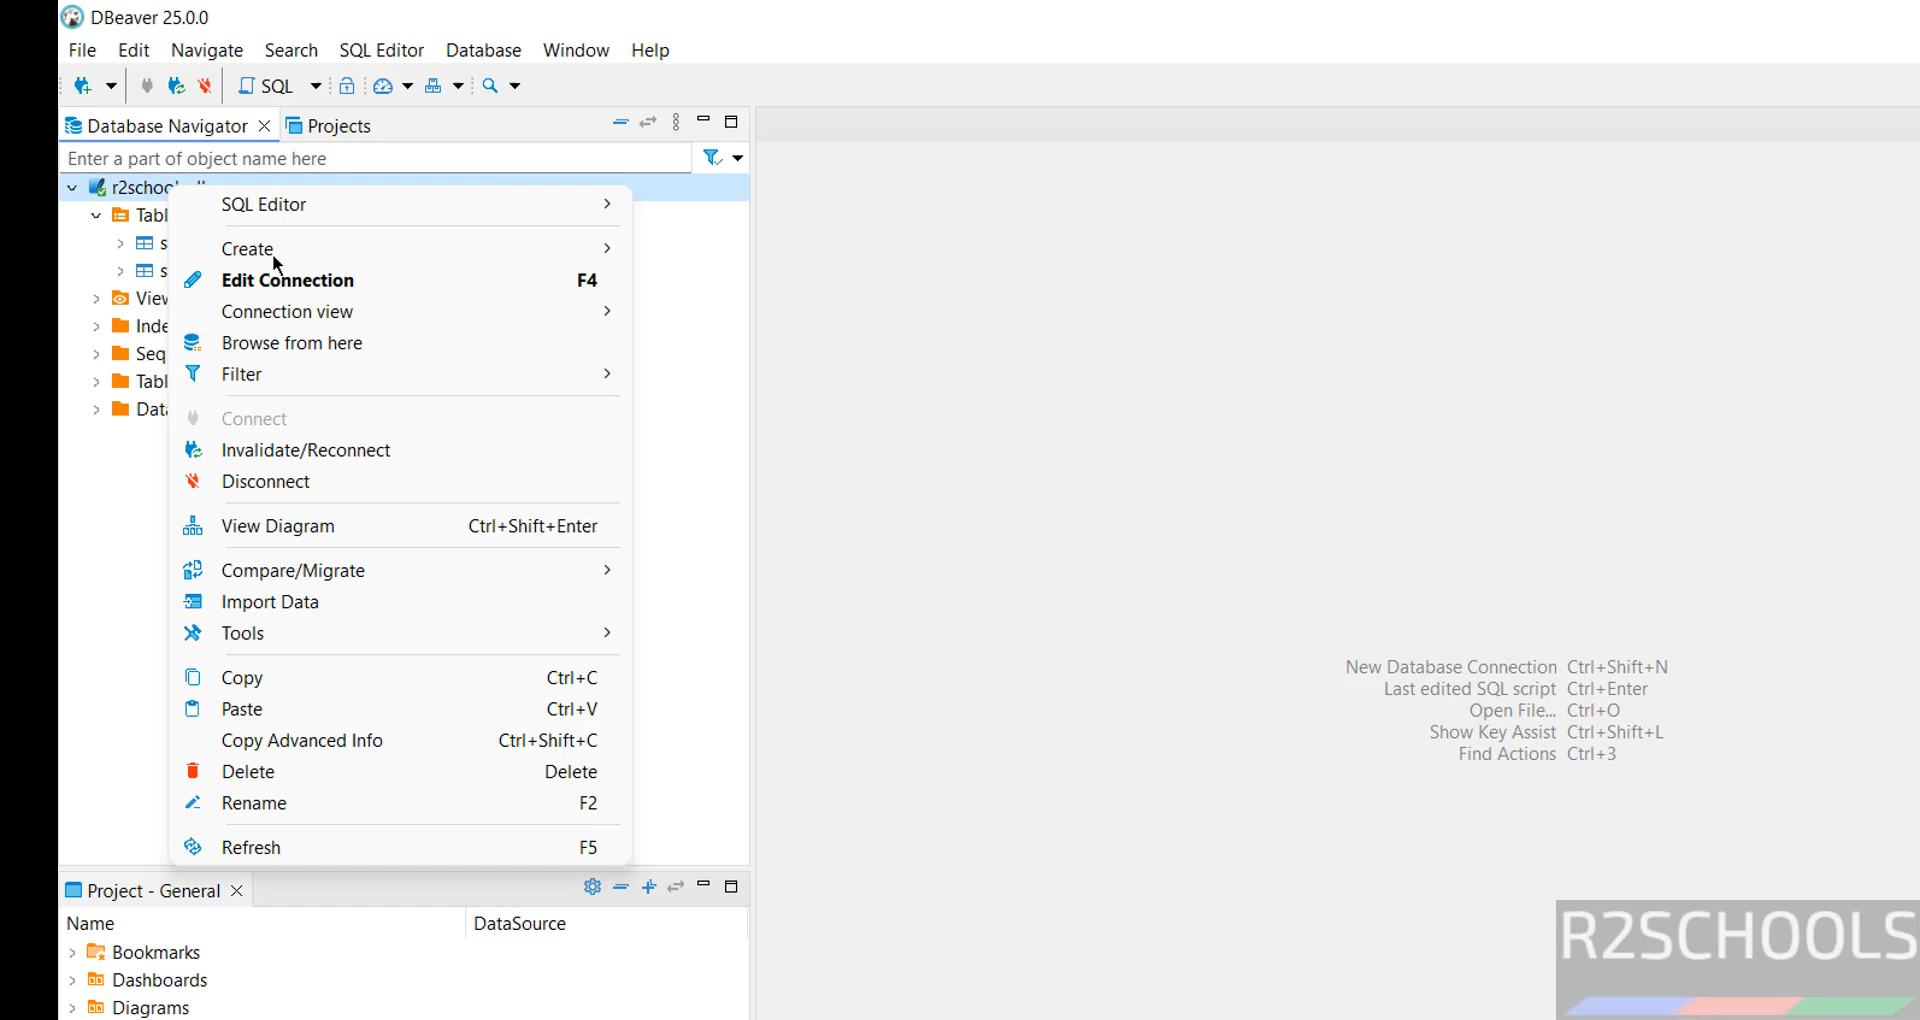 DBeaver 25.0.0
File Edit Navigate Search SQL Editor Database Window Help
SQL
Database Navigator Projects
Enter a part of object name here
SQL Editor
Create
Edit Connection F4
Connection view
Browse from here
Filter
Connect
Invalidate/Reconnect
Disconnect
View Diagram Ctrl+Shift+Enter
Compare/Migrate
Import Data
Tools
Copy Ctrl+C
Paste Ctrl+V
Copy Advanced Info Ctrl+Shift+C
Delete Delete
Rename F2
Refresh F5
New Database Connection Ctrl+Shift+N
Last edited SQL script Ctrl+Enter
Open File... Ctrl+O
Show Key Assist Ctrl+Shift+L
Find Actions Ctrl+3
Project - General
Name DataSource
Bookmarks
Dashboards
Diagrams
R2SCHOOLS